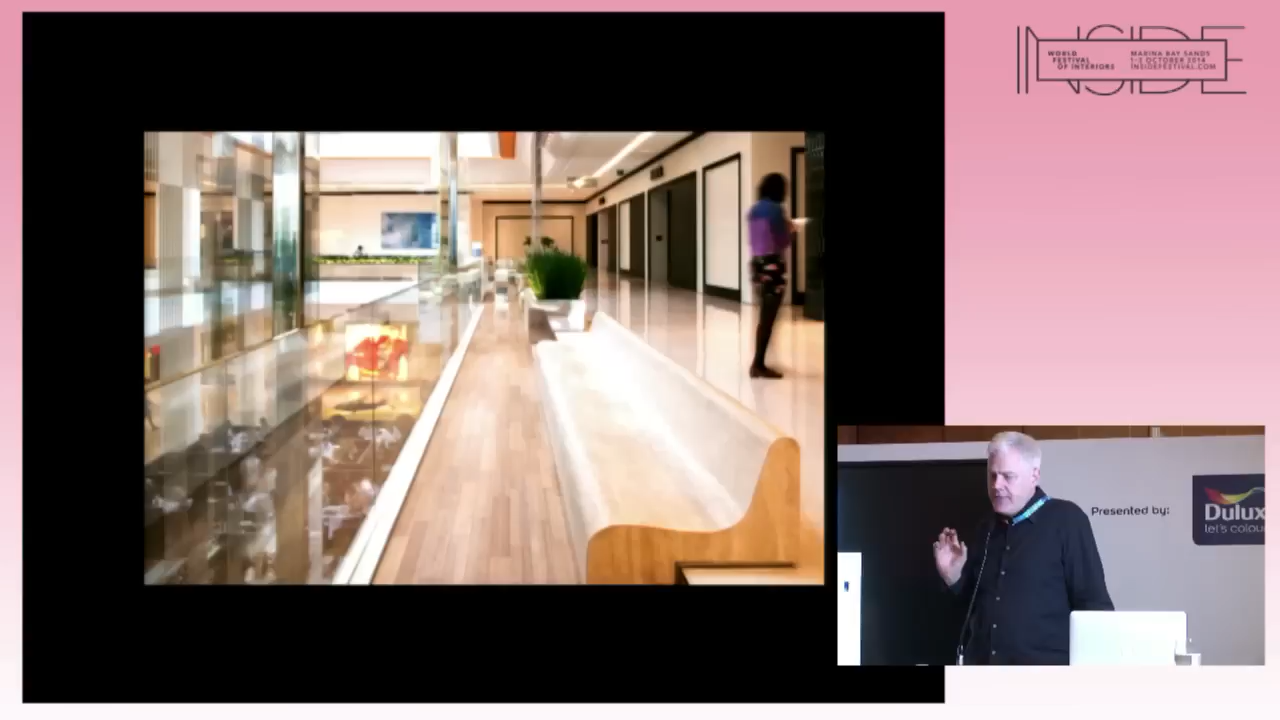 INSIDE
WORLD
FESTIVAL
OF INTERIORS
MARINA BAY SANDS
1-3 OCTOBER 2014
INSIDEFESTIVAL.COM
Presented by:
Dulux
let's colour